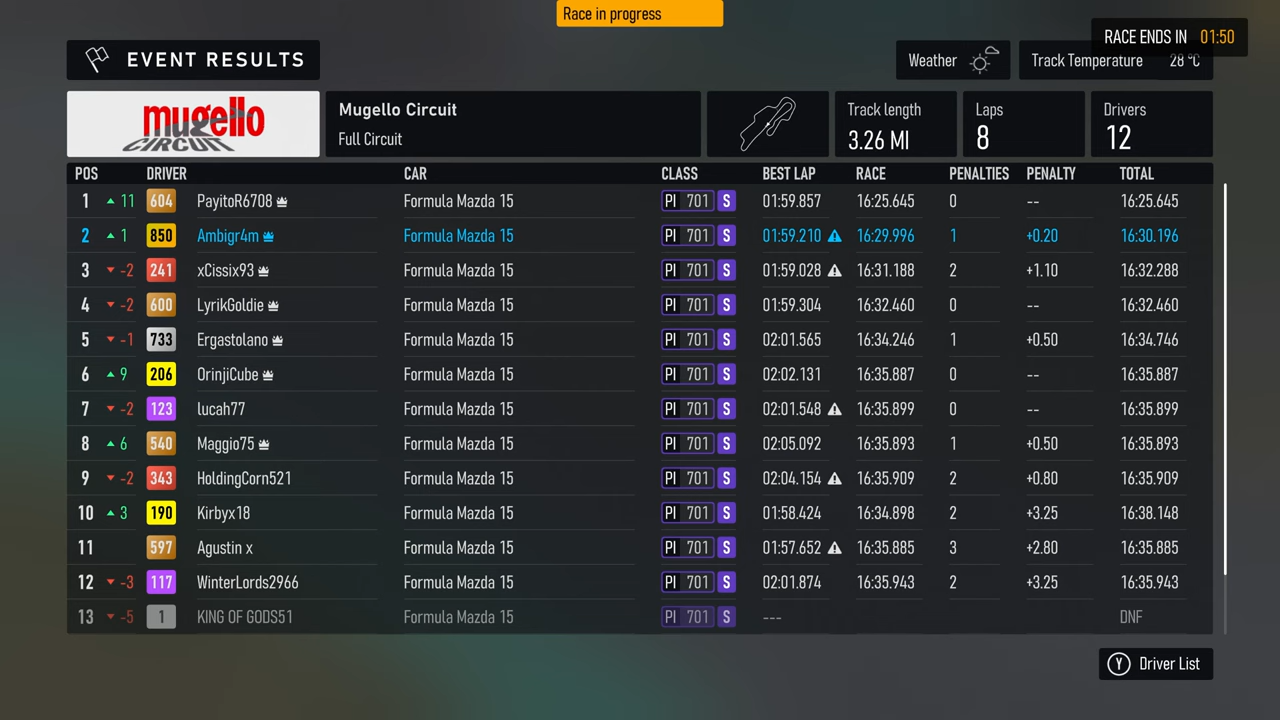 Race in progress
RACE ENDS IN 01:50
EVENT RESULTS
Weather
Track Temperature 28 °C
mugello
CIRCUIT
Mugello Circuit
Full Circuit
Track length
3.26 MI
Laps
8
Drivers
12
POS DRIVER CAR CLASS BEST LAP RACE PENALTIES PENALTY TOTAL
1 11 604 PayitoR6708 Formula Mazda 15 PI 701 S 01:59.857 16:25.645 0 -- 16:25.645
2 1 850 Ambigr4m Formula Mazda 15 PI 701 S 01:59.210 16:29.996 1 +0.20 16:30.196
3 -2 241 xCissix93 Formula Mazda 15 PI 701 S 01:59.028 16:31.188 2 +1.10 16:32.288
4 -2 600 LyrikGoldie Formula Mazda 15 PI 701 S 01:59.304 16:32.460 0 -- 16:32.460
5 -1 733 Ergastolano Formula Mazda 15 PI 701 S 02:01.565 16:34.246 1 +0.50 16:34.746
6 9 206 OrinjiCube Formula Mazda 15 PI 701 S 02:02.131 16:35.887 0 -- 16:35.887
7 -2 123 lucah77 Formula Mazda 15 PI 701 S 02:01.548 16:35.899 0 -- 16:35.899
8 6 540 Maggio75 Formula Mazda 15 PI 701 S 02:05.092 16:35.893 1 +0.50 16:35.893
9 -2 343 HoldingCorn521 Formula Mazda 15 PI 701 S 02:04.154 16:35.909 2 +0.80 16:35.909
10 3 190 Kirbyx18 Formula Mazda 15 PI 701 S 01:58.424 16:34.898 2 +3.25 16:38.148
11 597 Agustin x Formula Mazda 15 PI 701 S 01:57.652 16:35.885 3 +2.80 16:35.885
12 -3 117 WinterLords2966 Formula Mazda 15 PI 701 S 02:01.874 16:35.943 2 +3.25 16:35.943
13 -5 1 KING OF GODS51 Formula Mazda 15 PI 701 S --- DNF
Y Driver List